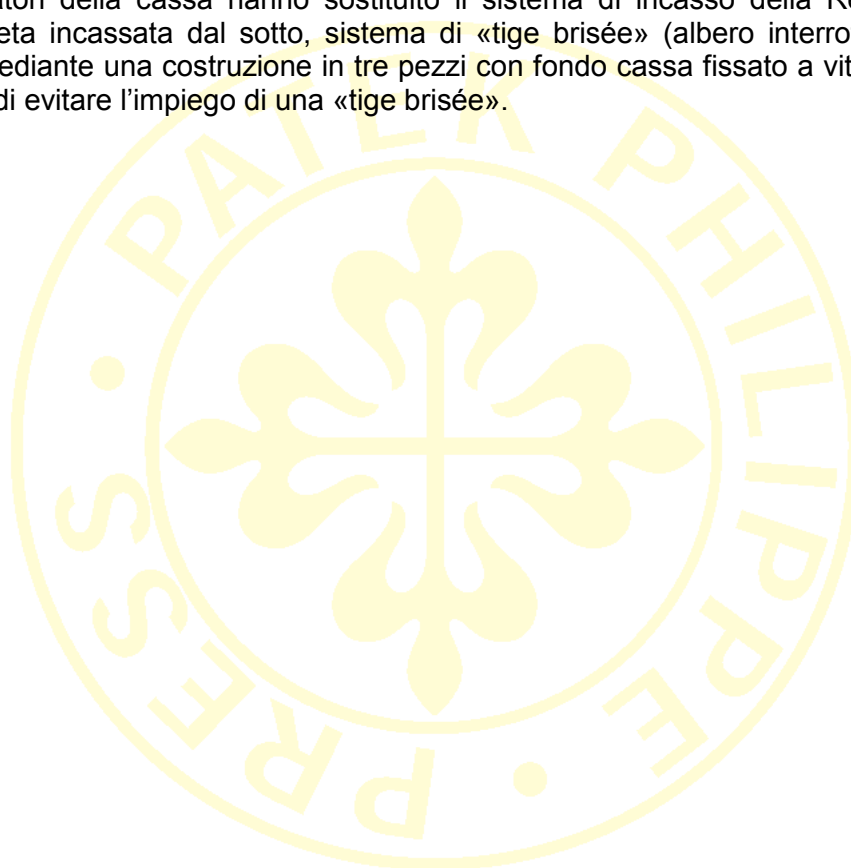 della cassa hanno sostituito il sistema di incasso della
incassata dal sotto, sistema di «tige brisée» (albero
una costruzione in tre pezzi con fondo cassa fissato a
di evitare l’impiego di una «tige brisée».
PATEK PHILIPPE • PRESS •